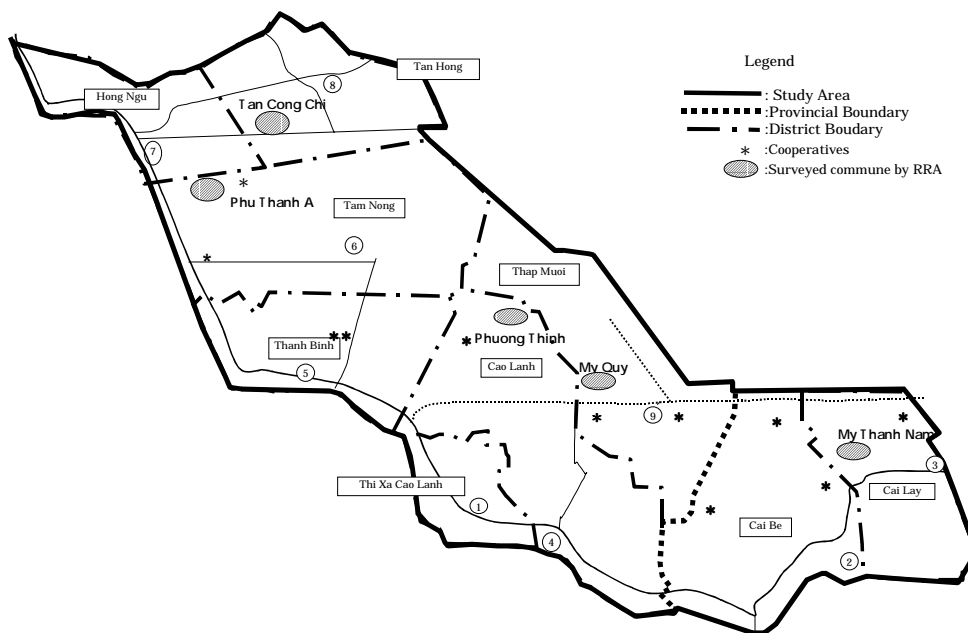 Legend
: Study Area
:Provincial Boundary
:District Boudary
* :Cooperatives
:Surveyed commune by RRA
Tan Hong
8
Hong Ngu
Tan Cong Chi
7
*
Phu Thanh A
Tam Nong
6
*
Thap Muoi
**
Phuong Thinh
*
Thanh Binh
Cao Lanh
My Quy
5
9
* * * *
My Thanh Nam
3
Thi Xa Cao Lanh
*
Cai Lay
1
*
Cai Be
4
2